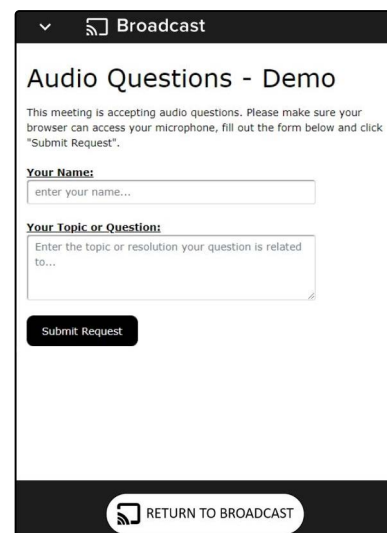 Broadcast
Audio Questions - Demo
This meeting is accepting audio questions. Please make sure your
browser can access your microphone, fill out the form below and click
"Submit Request".
Your Name:
enter your name...
Your Topic or Question:
Enter the topic or resolution your question is related
to...
Submit Request
RETURN TO BROADCAST